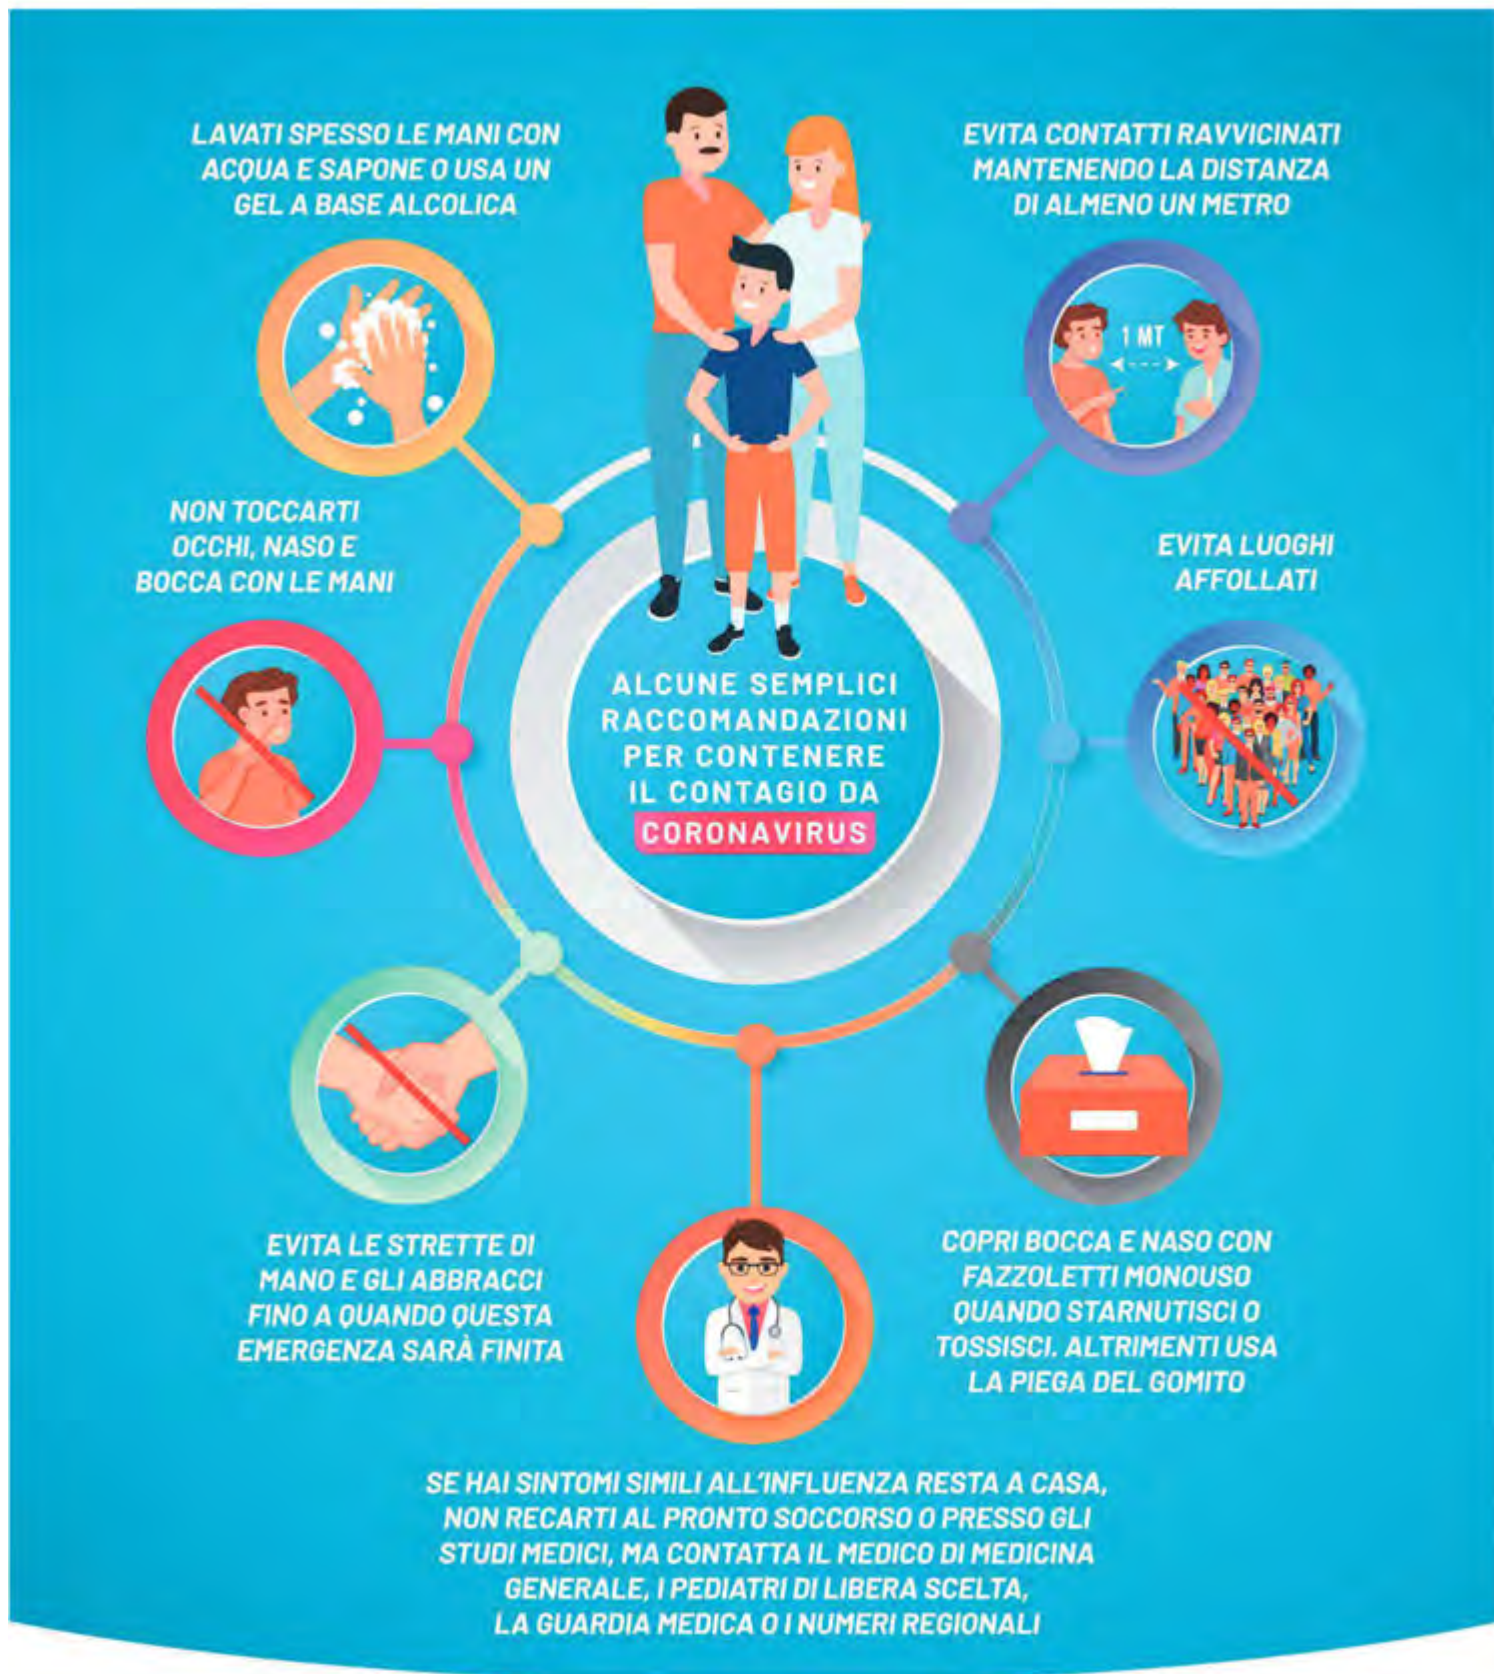 LAVATI SPESSO LE MANI CON
ACQUA E SAPONE O USA UN
GEL A BASE ALCOLICA
EVITA CONTATTI RAVVICINATI
MANTENENDO LA DISTANZA
DI ALMENO UN METRO
1 MT
NON TOCCARTI
OCCHI, NASO E
BOCCA CON LE MANI
EVITA LUOGHI
AFFOLLATI
ALCUNE SEMPLICI
RACCOMANDAZIONI
PER CONTENERE
IL CONTAGIO DA
CORONAVIRUS
EVITA LE STRETTE DI
MANO E GLI ABBRACCI
FINO A QUANDO QUESTA
EMERGENZA SARÀ FINITA
COPRI BOCCA E NASO CON
FAZZOLETTI MONOUSO
QUANDO STARNUTISCI O
TOSSISCI. ALTRIMENTI USA
LA PIEGA DEL GOMITO
SE HAI SINTOMI SIMILI ALL'INFLUENZA RESTA A CASA,
NON RECARTI AL PRONTO SOCCORSO O PRESSO GLI
STUDI MEDICI, MA CONTATTA IL MEDICO DI MEDICINA
GENERALE, I PEDIATRI DI LIBERA SCELTA,
LA GUARDIA MEDICA O I NUMERI REGIONALI